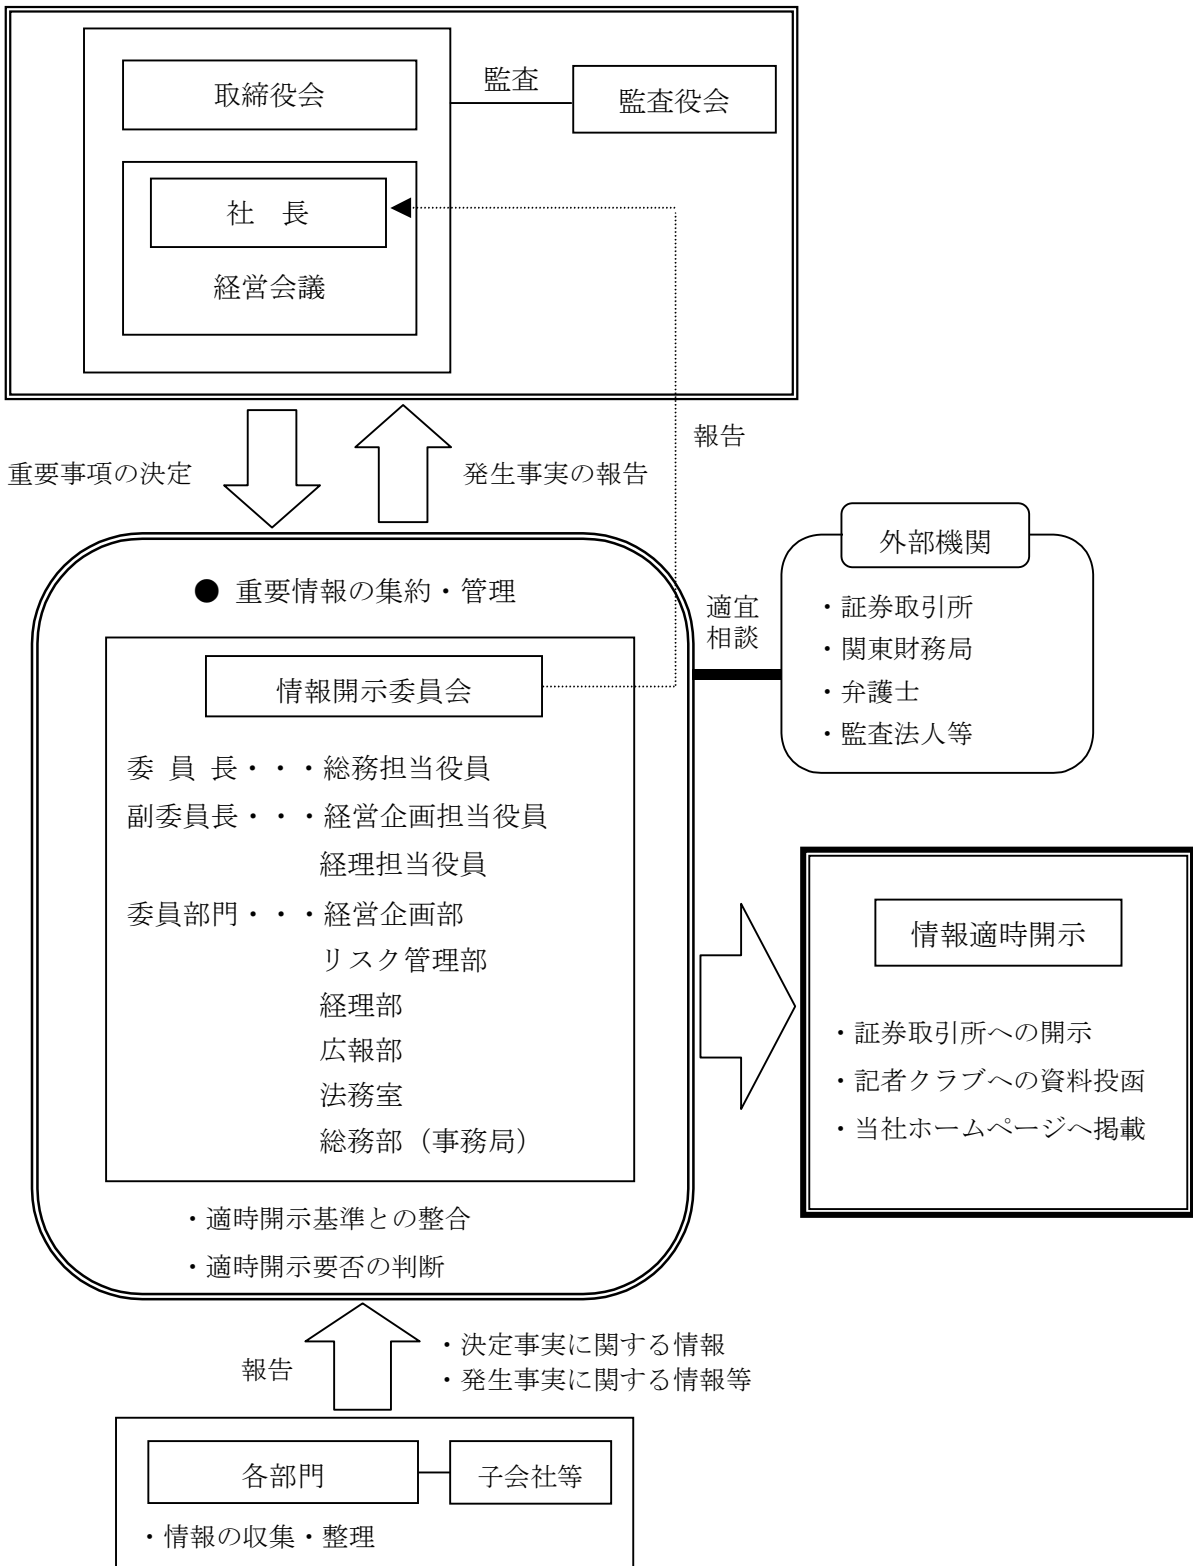 取締役会
監査
監査役会
社　長
経営会議
重要事項の決定
発生事実の報告
報告
● 重要情報の集約・管理
情報開示委員会
委 員 長・・・総務担当役員
副委員長・・・経営企画担当役員
経理担当役員
委員部門・・・経営企画部
リスク管理部
経理部
広報部
法務室
総務部（事務局）
・適時開示基準との整合
・適時開示要否の判断
適宜
相談
外部機関
・証券取引所
・関東財務局
・弁護士
・監査法人等
情報適時開示
・証券取引所への開示
・記者クラブへの資料投函
・当社ホームページへ掲載
報告
・決定事実に関する情報
・発生事実に関する情報等
各部門
子会社等
・情報の収集・整理